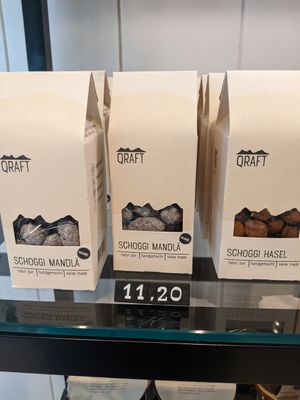 QRAFT
SCHOGGI MANDLÄ
natur pur | handgemacht | swiss made
QRAFT
SCHOGGI MANDLÄ
natur pur | handgemacht | swiss made
QRAFT
SCHOGGI HASEL
natur pur | handgemacht | swiss made
11,20